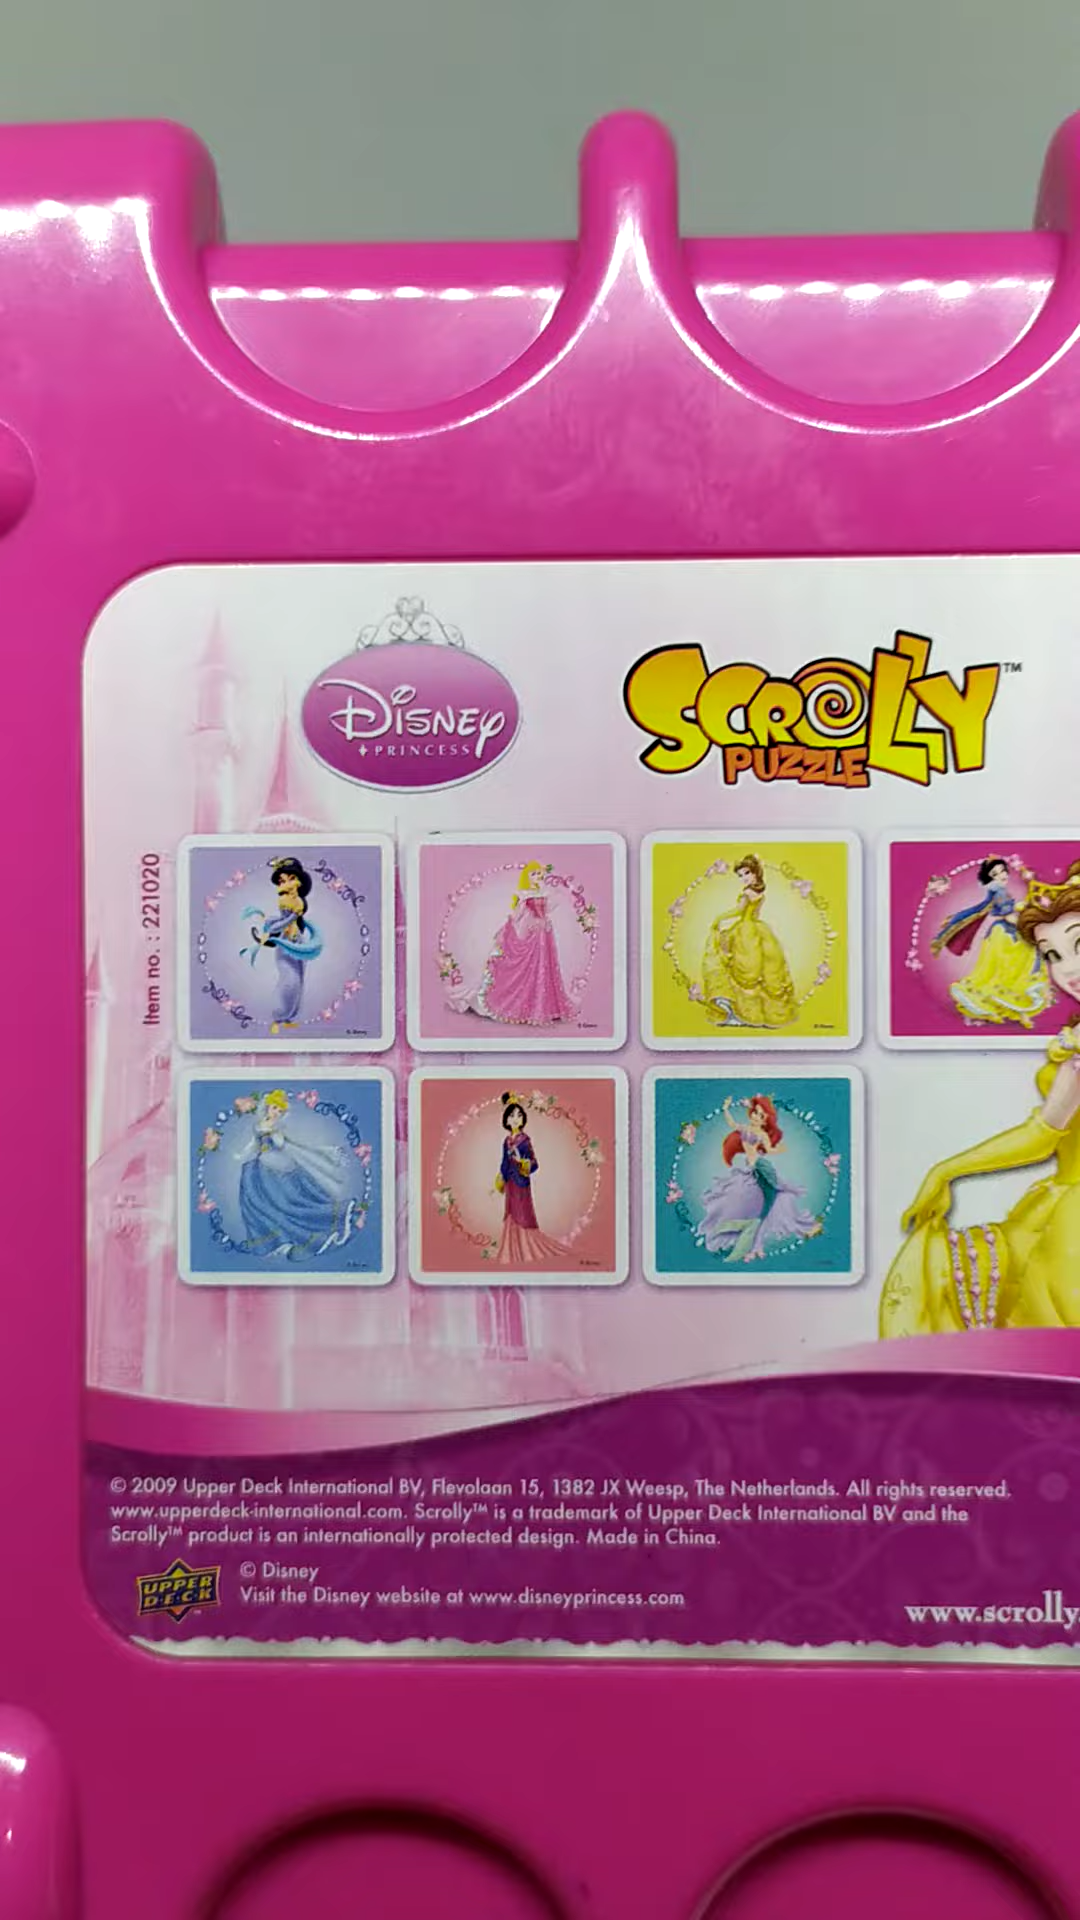 Disney
PRINCESS
SCROLLY™
PUZZLE
Item no. : 221020
© 2009 Upper Deck International BV, Flevolaan 15, 1382 JX Weesp, The Netherlands. All rights reserved.
www.upperdeck-international.com. Scrolly™ is a trademark of Upper Deck International BV and the
Scrolly™ product is an internationally protected design. Made in China.
UPPER
D·E·C·K
© Disney
Visit the Disney website at www.disneyprincess.com
www.scrolly.